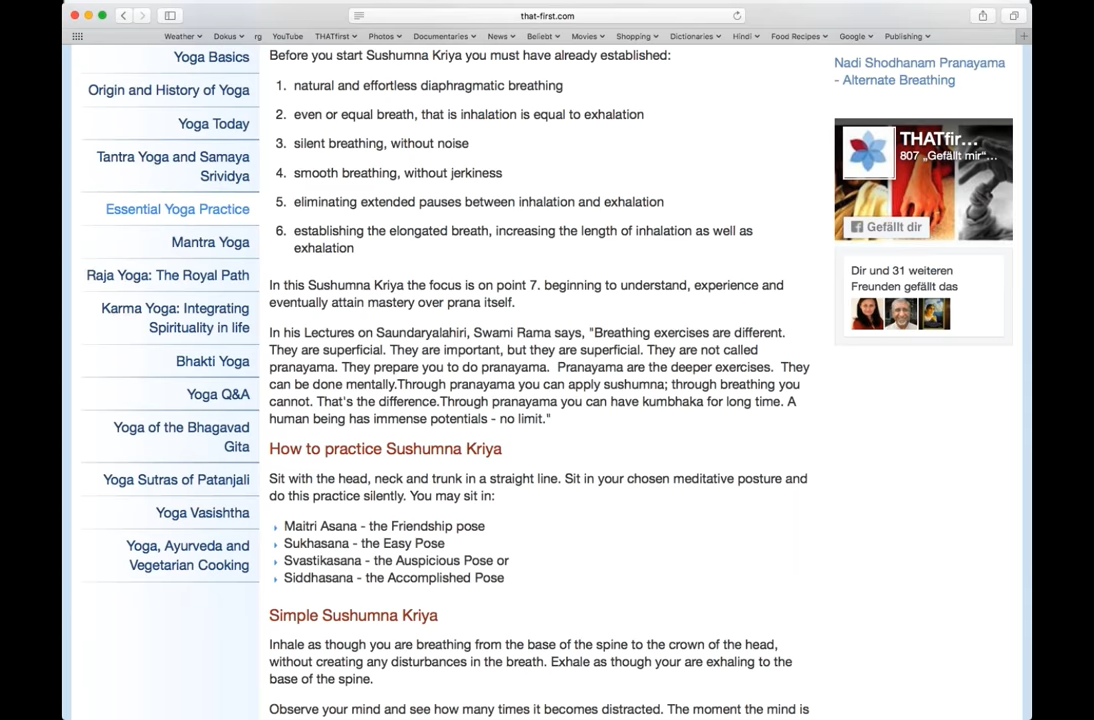 that-first.com
Weather
Dokus
rg
YouTube
THATfirst
Photos
Documentaries
News
Beliebt
Movies
Shopping
Dictionaries
Hindi
Food Recipes
Google
Publishing
Yoga Basics
Origin and History of Yoga
Yoga Today
Tantra Yoga and Samaya
Srividya
Essential Yoga Practice
Mantra Yoga
Raja Yoga: The Royal Path
Karma Yoga: Integrating
Spirituality in life
Bhakti Yoga
Yoga Q&A
Yoga of the Bhagavad
Gita
Yoga Sutras of Patanjali
Yoga Vasishtha
Yoga, Ayurveda and
Vegetarian Cooking
Before you start Sushumna Kriya you must have already established:
1. natural and effortless diaphragmatic breathing
2. even or equal breath, that is inhalation is equal to exhalation
3. silent breathing, without noise
4. smooth breathing, without jerkiness
5. eliminating extended pauses between inhalation and exhalation
6. establishing the elongated breath, increasing the length of inhalation as well as
exhalation
In this Sushumna Kriya the focus is on point 7. beginning to understand, experience and
eventually attain mastery over prana itself.
In his Lectures on Saundaryalahiri, Swami Rama says, "Breathing exercises are different.
They are superficial. They are important, but they are superficial. They are not called
pranayama. They prepare you to do pranayama. Pranayama are the deeper exercises. They
can be done mentally.Through pranayama you can apply sushumna; through breathing you
cannot. That's the difference.Through pranayama you can have kumbhaka for long time. A
human being has immense potentials - no limit."
How to practice Sushumna Kriya
Sit with the head, neck and trunk in a straight line. Sit in your chosen meditative posture and
do this practice silently. You may sit in:
Maitri Asana - the Friendship pose
Sukhasana - the Easy Pose
Svastikasana - the Auspicious Pose or
Siddhasana - the Accomplished Pose
Simple Sushumna Kriya
Inhale as though you are breathing from the base of the spine to the crown of the head,
without creating any disturbances in the breath. Exhale as though your are exhaling to the
base of the spine.
Observe your mind and see how many times it becomes distracted. The moment the mind is
Nadi Shodhanam Pranayama
- Alternate Breathing
THATfir...
807 „Gefällt mir“...
Gefällt dir
Dir und 31 weiteren
Freunden gefällt das